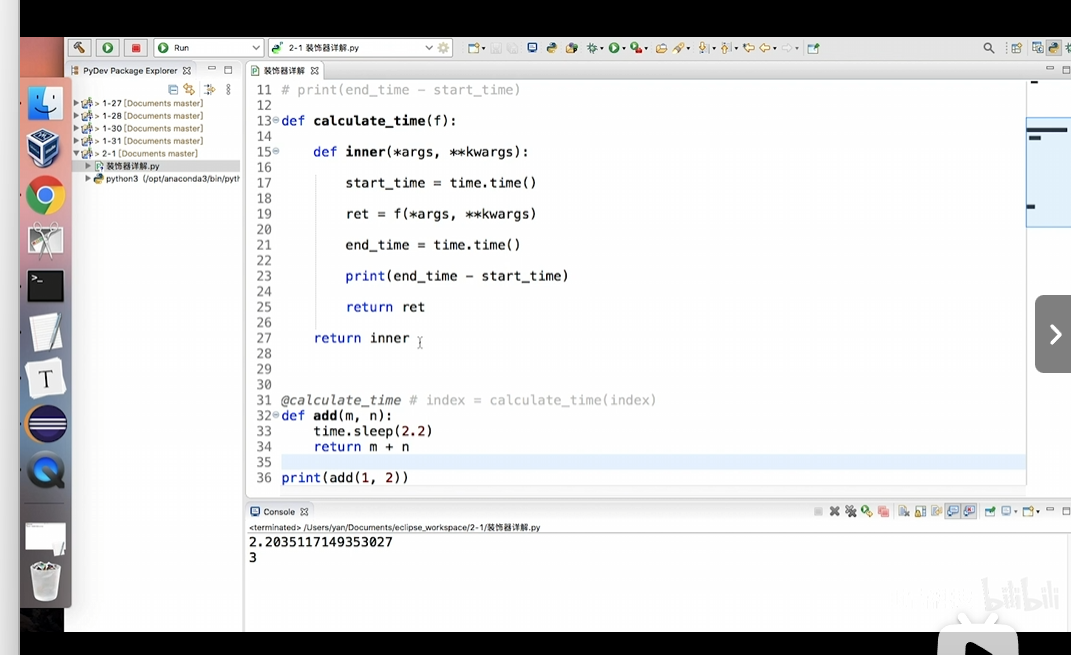 Run
2-1 装饰器详解.py
PyDev Package Explorer
装饰器详解
> 1-27 [Documents master]
> 1-28 [Documents master]
> 1-30 [Documents master]
> 1-31 [Documents master]
> 2-1 [Documents master]
装饰器详解.py
python3 (/opt/anaconda3/bin/pyth
11 # print(end_time - start_time)
12
13 def calculate_time(f):
14
15 def inner(*args, **kwargs):
16
17 start_time = time.time()
18
19 ret = f(*args, **kwargs)
20
21 end_time = time.time()
22
23 print(end_time - start_time)
24
25 return ret
26
27 return inner
28
29
30
31 @calculate_time # index = calculate_time(index)
32 def add(m, n):
33 time.sleep(2.2)
34 return m + n
35
36 print(add(1, 2))
Console
<terminated> /Users/yan/Documents/eclipse_workspace/2-1/装饰器详解.py
2.2035117149353027
3
T
bilibili